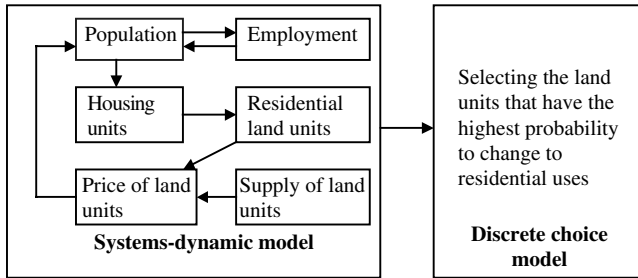 Population
Employment
Housing
units
Residential
land units
Price of land
units
Supply of land
units
Systems-dynamic model
Selecting the land
units that have the
highest probability
to change to
residential uses
Discrete choice
model